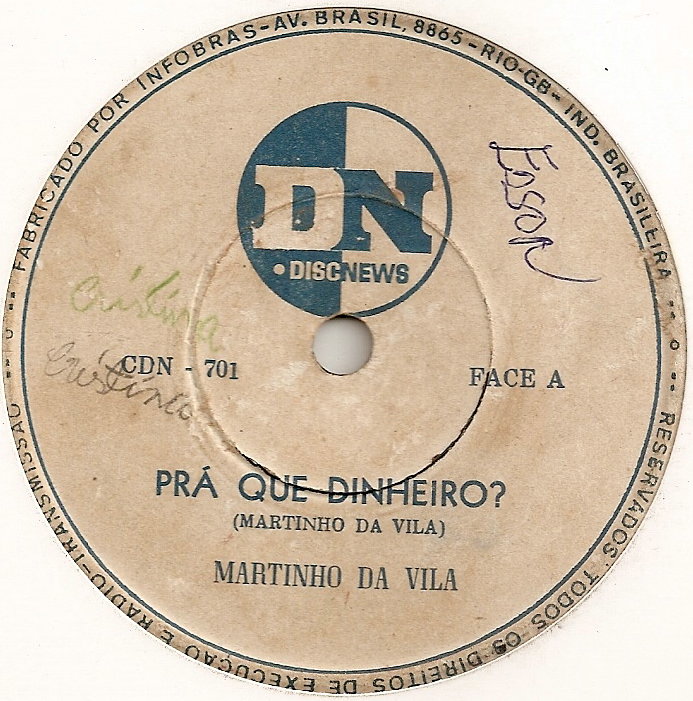 FABRICADO POR INFOBRAS-AV. BRASIL, 8865 - RIO-GB- IND. BRASILEIRA -- o -- RESERVADOS TODOS OS DIREITOS DE EXECUÇÃO E RÁDIO-TRANSMISSÃO -- o --
DN
• DISCNEWS
Edson
Cristina
Cristina
CDN - 701
FACE A
PRÁ QUE DINHEIRO?
(MARTINHO DA VILA)
MARTINHO DA VILA